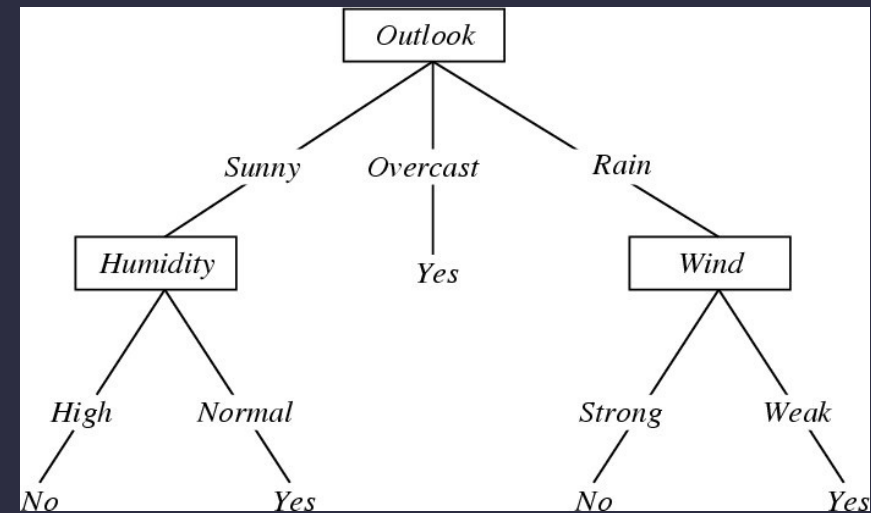 Outlook
Sunny Overcast Rain
Humidity Yes Wind
High Normal Strong Weak
No Yes No Yes